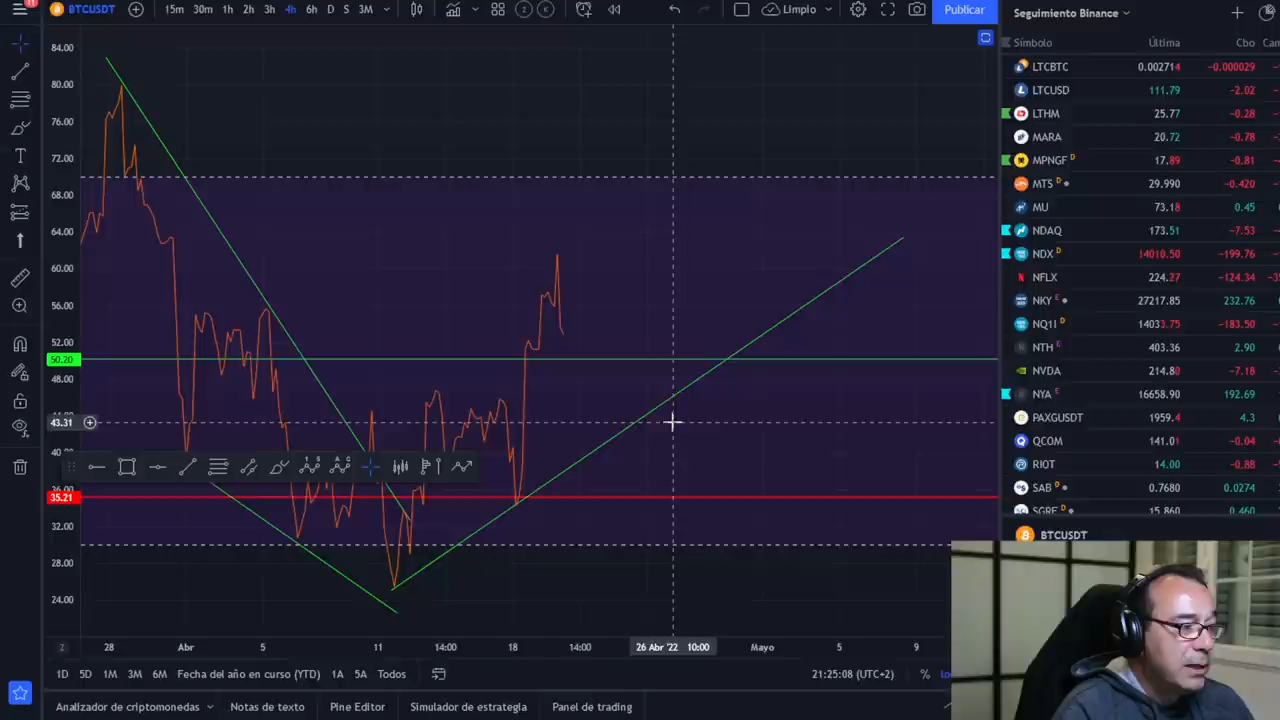 11
BTCUSDT 15m 30m 1h 2h 3h 4h 6h D S 3M Limpio Publicar
Seguimiento Binance
Símbolo Última Cbo
LTCBTC 0.002714 −0.000029
LTCUSD 111.79 −2.02
LTHM 25.77 −0.28
MARA 20.72 −0.78
MPNGF D 17.89 −0.81
MTS D 29.990 −0.420
MU 73.18 0.45
NDAQ 173.51 −7.53
NDX D 14010.50 −199.76
NFLX 224.27 −124.34
NKY E 27217.85 232.76
NQ1! D 14033.75 −183.50
NTH E 403.36 2.90
NVDA 214.80 −7.18
NYA E 16658.90 192.69
PAXGUSDT 1959.4 4.3
QCOM 141.01 −0.04
RIOT 14.00 −0.88
SAB D 0.7680 0.0274
SGRE D 15.860 0.460
BTCUSDT
84.00
80.00
76.00
72.00
68.00
64.00
60.00
56.00
52.00
50.20
48.00
43.31
35.21
32.00
28.00
24.00
28 Abr 5 11 14:00 18 14:00 26 Abr '22 10:00 Mayo 5 9
1D 5D 1M 3M 6M Fecha del año en curso (YTD) 1A 5A Todos 21:25:08 (UTC+2) %
Analizador de criptomonedas Notas de texto Pine Editor Simulador de estrategia Panel de trading